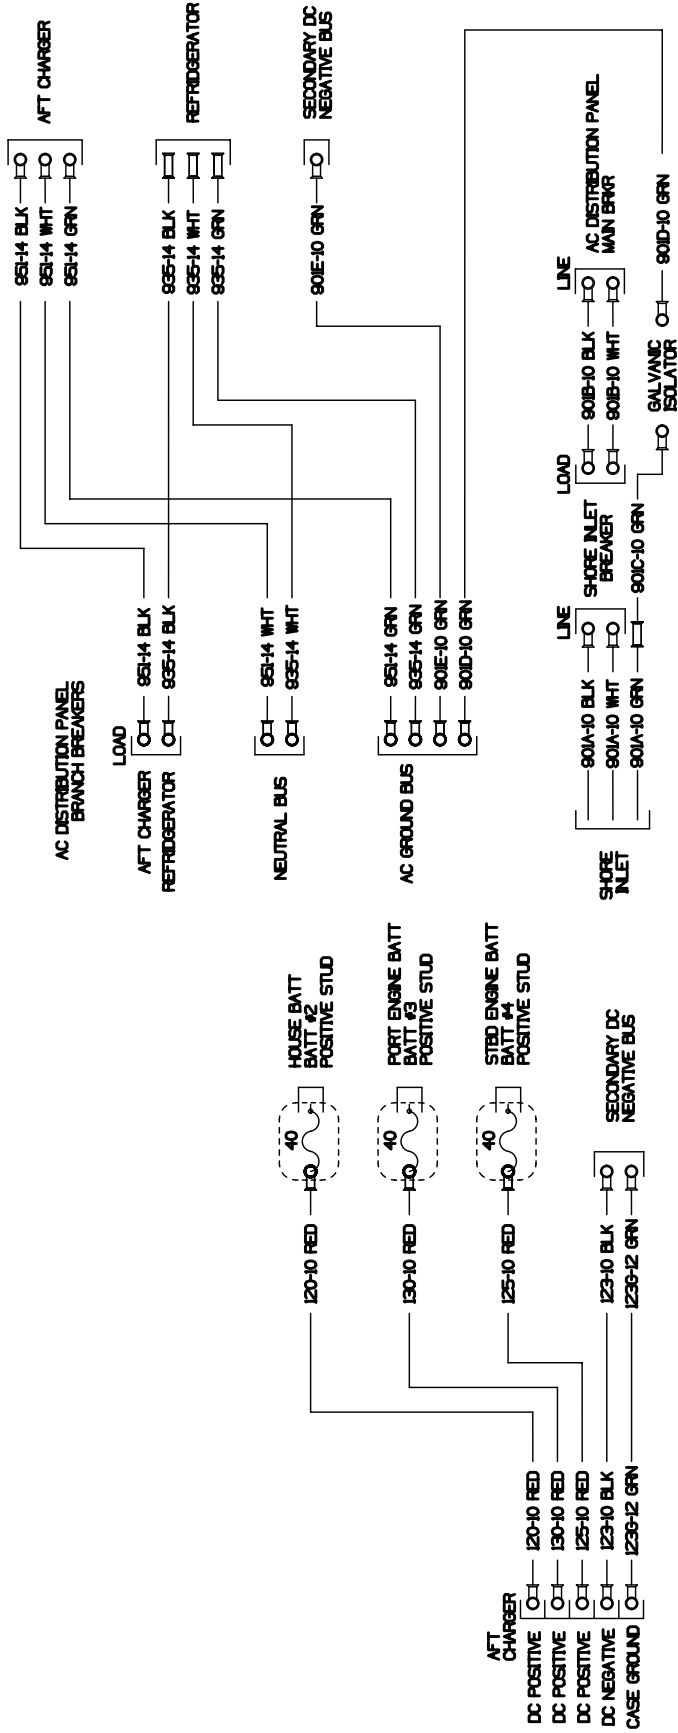 AFT CHARGER
951-14 BLK
951-14 WHT
951-14 GRN
REFRIDGERATOR
935-14 BLK
935-14 WHT
935-14 GRN
SECONDARY DC
NEGATIVE BUS
901E-10 GRN
AC DISTRIBUTION PANEL
BRANCH BREAKERS
LOAD
AFT CHARGER
951-14 BLK
REFRIDGERATOR
935-14 BLK
NEUTRAL BUS
951-14 WHT
935-14 WHT
AC GROUND BUS
951-14 GRN
935-14 GRN
901E-10 GRN
901D-10 GRN
LINE
AC DISTRIBUTION PANEL
MAIN BRKR
901B-10 BLK
901B-10 WHT
LOAD
SHORE INLET
BREAKER
LINE
901D-10 GRN
GALVANIC
ISOLATOR
901C-10 GRN
901A-10 BLK
901A-10 WHT
901A-10 GRN
SHORE
INLET
HOUSE BATT
BATT #2
POSITIVE STUD
40
120-10 RED
PORT ENGINE BATT
BATT #3
POSITIVE STUD
40
130-10 RED
STBD ENGINE BATT
BATT #4
POSITIVE STUD
40
125-10 RED
SECONDARY DC
NEGATIVE BUS
123-10 BLK
123G-12 GRN
AFT
CHARGER
DC POSITIVE
120-10 RED
DC POSITIVE
130-10 RED
DC POSITIVE
125-10 RED
DC NEGATIVE
123-10 BLK
CASE GROUND
123G-12 GRN